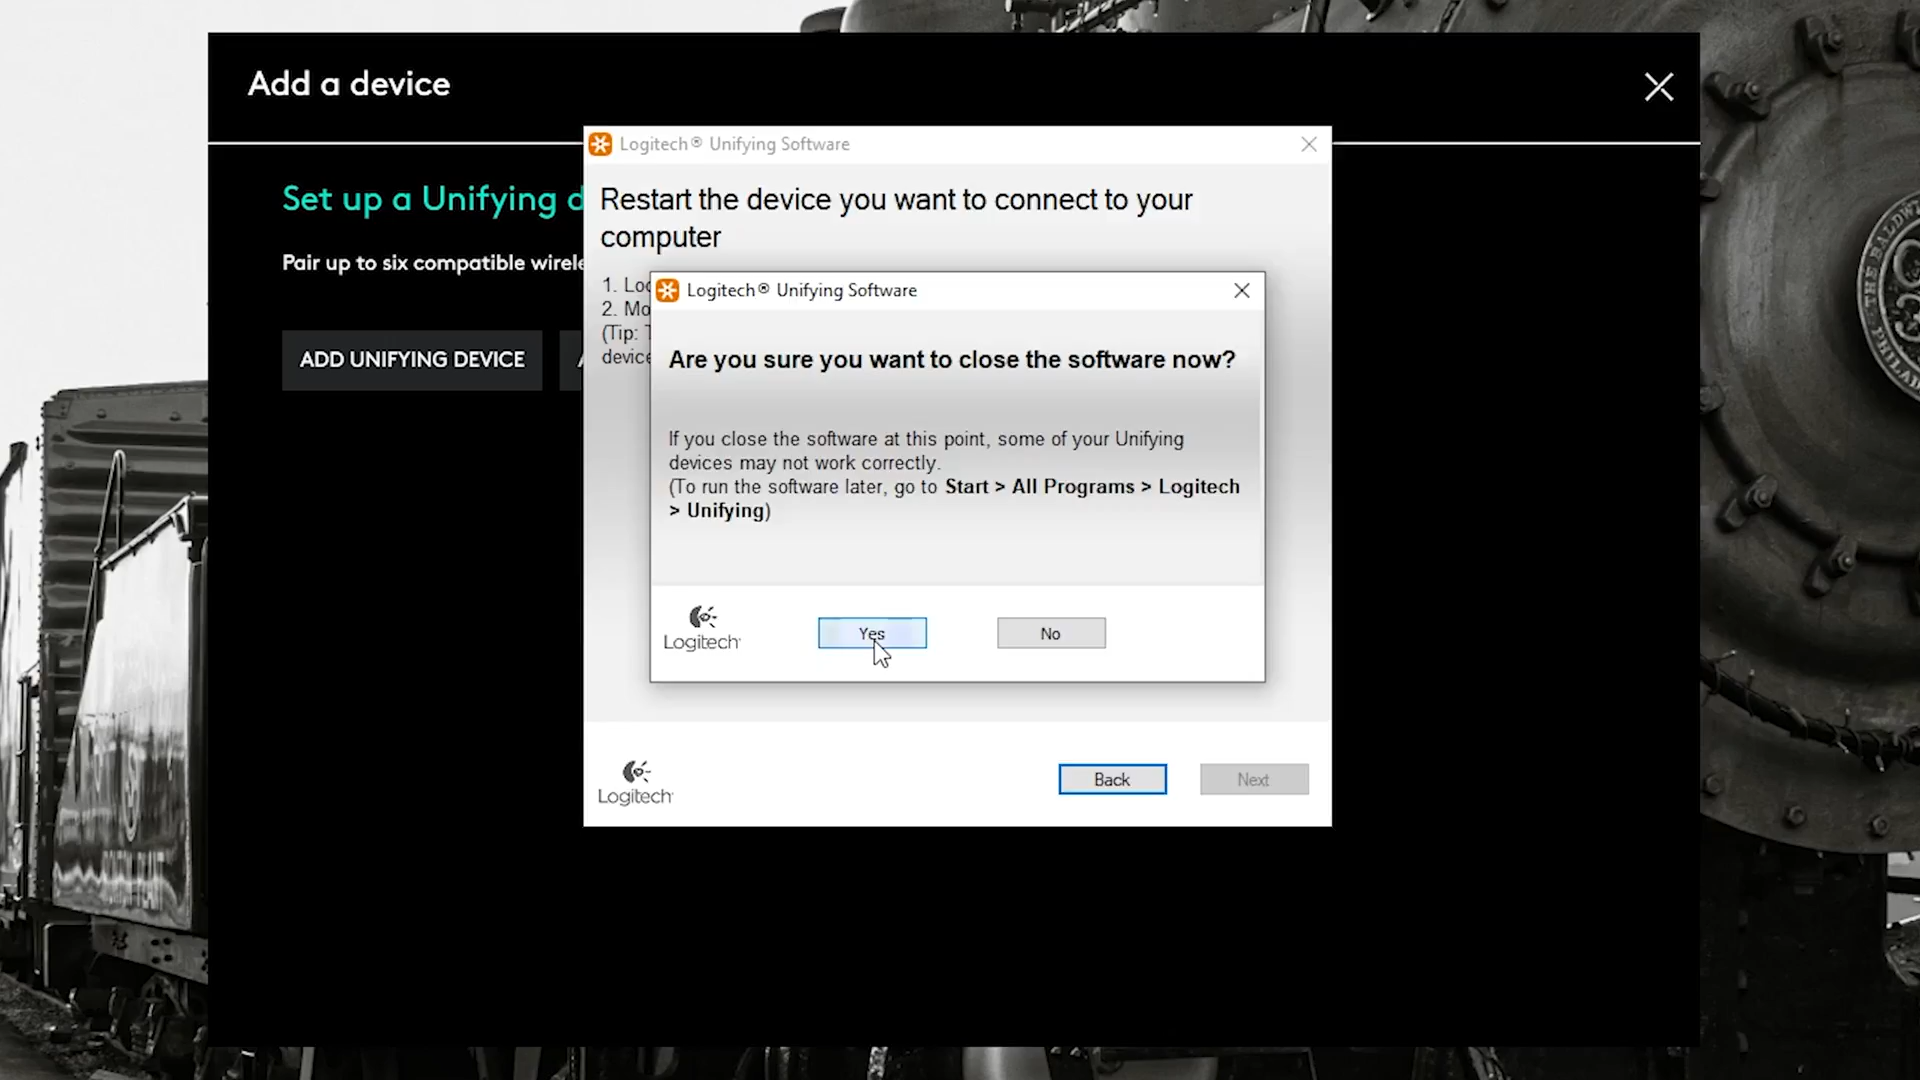 Add a device
Logitech® Unifying Software
Set up a Unifying d
Restart the device you want to connect to your
computer
Pair up to six compatible wirele
1. Loc
2. Mo
(Tip: T
device
Logitech® Unifying Software
ADD UNIFYING DEVICE
Are you sure you want to close the software now?
If you close the software at this point, some of your Unifying
devices may not work correctly.
(To run the software later, go to Start > All Programs > Logitech
> Unifying)
Logitech
Yes
No
Logitech
Back
Next
THE BALDWIN